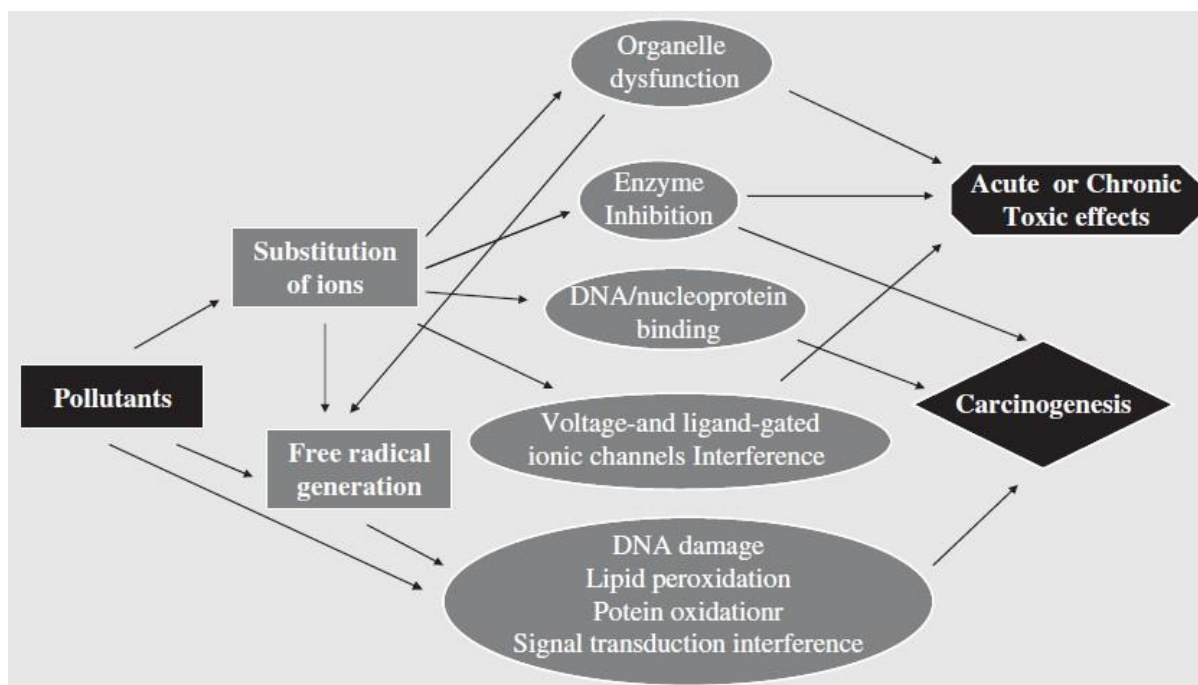 Organelle
dysfunction
Enzyme
Inhibition
Acute or Chronic
Toxic effects
Substitution
of ions
DNA/nucleoprotein
binding
Pollutants
Carcinogenesis
Voltage-and ligand-gated
ionic channels Interference
Free radical
generation
DNA damage
Lipid peroxidation
Potein oxidationr
Signal transduction interference